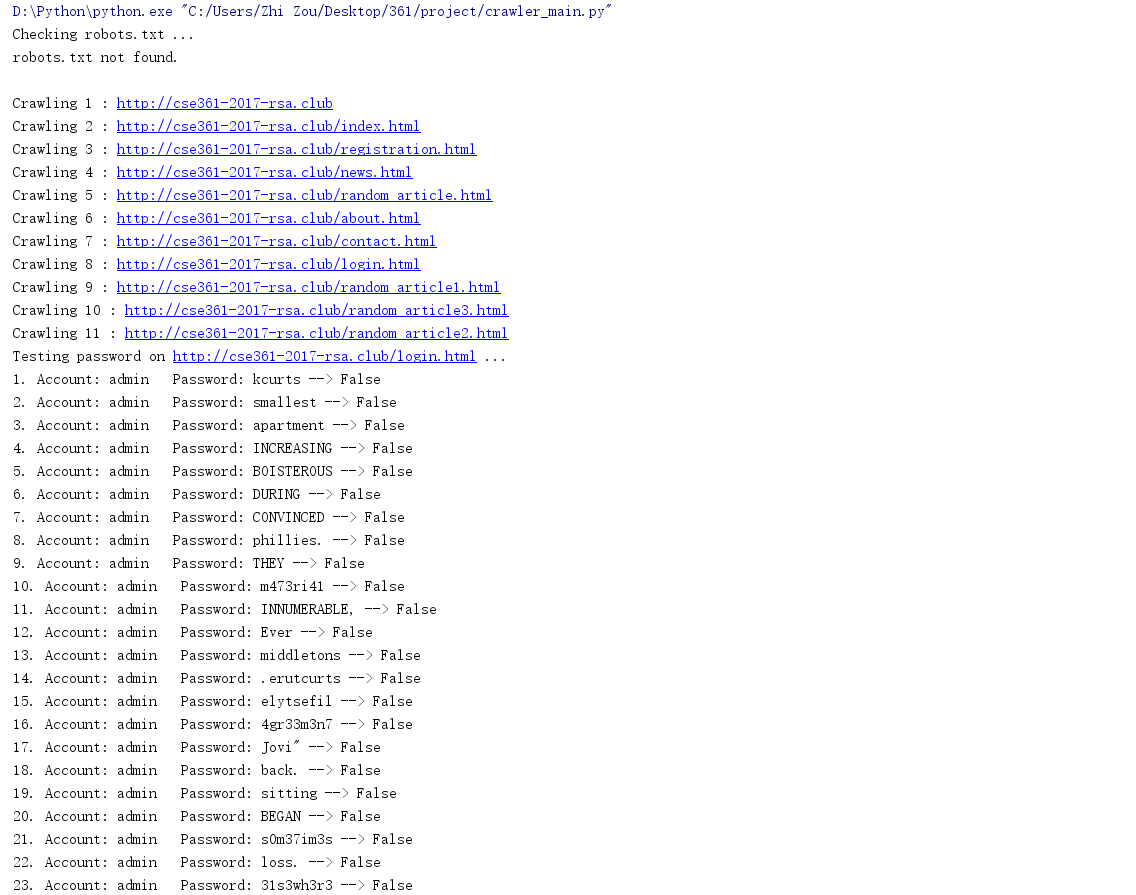 D:\Python\python.exe "C:/Users/Zhi Zou/Desktop/361/project/crawler_main.py"
Checking robots.txt ...
robots.txt not found.
Crawling 1 : http://cse361-2017-rsa.club
Crawling 2 : http://cse361-2017-rsa.club/index.html
Crawling 3 : http://cse361-2017-rsa.club/registration.html
Crawling 4 : http://cse361-2017-rsa.club/news.html
Crawling 5 : http://cse361-2017-rsa.club/random_article.html
Crawling 6 : http://cse361-2017-rsa.club/about.html
Crawling 7 : http://cse361-2017-rsa.club/contact.html
Crawling 8 : http://cse361-2017-rsa.club/login.html
Crawling 9 : http://cse361-2017-rsa.club/random_article1.html
Crawling 10 : http://cse361-2017-rsa.club/random_article3.html
Crawling 11 : http://cse361-2017-rsa.club/random_article2.html
Testing password on http://cse361-2017-rsa.club/login.html ...
1. Account: admin   Password: kcurts --> False
2. Account: admin   Password: smallest --> False
3. Account: admin   Password: apartment --> False
4. Account: admin   Password: INCREASING --> False
5. Account: admin   Password: BOISTEROUS --> False
6. Account: admin   Password: DURING --> False
7. Account: admin   Password: CONVINCED --> False
8. Account: admin   Password: phillies. --> False
9. Account: admin   Password: THEY --> False
10. Account: admin   Password: m473ri41 --> False
11. Account: admin   Password: INNUMERABLE, --> False
12. Account: admin   Password: Ever --> False
13. Account: admin   Password: middletons --> False
14. Account: admin   Password: .erutcurts --> False
15. Account: admin   Password: elytsefil --> False
16. Account: admin   Password: 4gr33m3n7 --> False
17. Account: admin   Password: Jovi" --> False
18. Account: admin   Password: back. --> False
19. Account: admin   Password: sitting --> False
20. Account: admin   Password: BEGAN --> False
21. Account: admin   Password: s0m37im3s --> False
22. Account: admin   Password: loss. --> False
23. Account: admin   Password: 31s3wh3r3 --> False